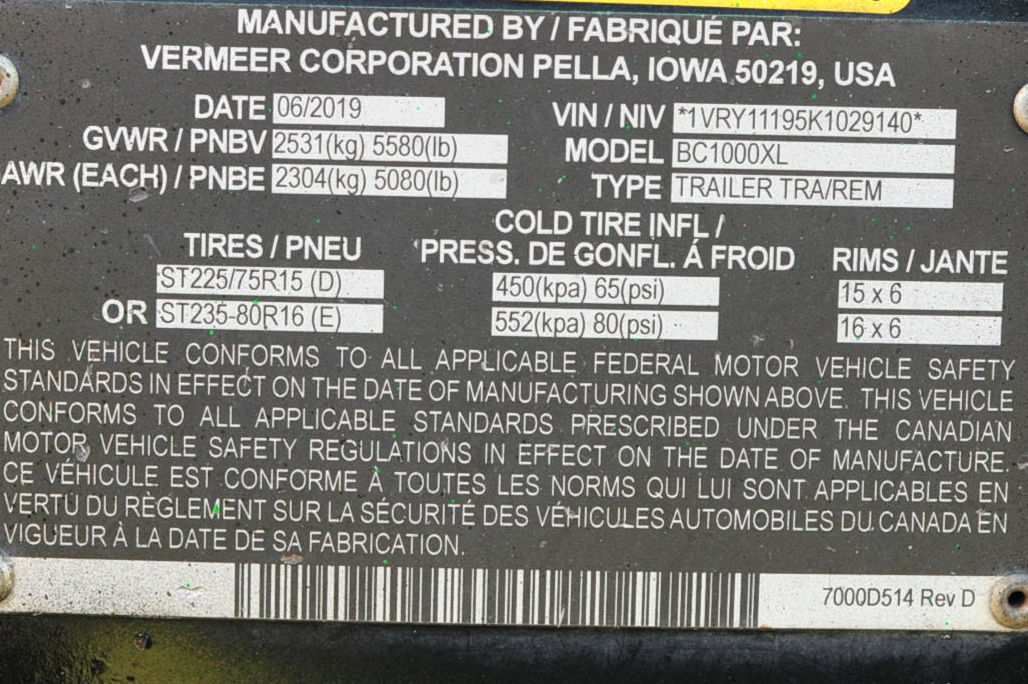 MANUFACTURED BY / FABRIQUÉ PAR:
VERMEER CORPORATION PELLA, IOWA 50219, USA
DATE 06/2019 VIN / NIV *1VRY11195K1029140*
GVWR / PNBV 2531(kg) 5580(lb) MODEL BC1000XL
AWR (EACH) / PNBE 2304(kg) 5080(lb) TYPE TRAILER TRA/REM
COLD TIRE INFL /
TIRES / PNEU PRESS. DE GONFL. Á FROID RIMS / JANTE
ST225/75R15 (D) 450(kpa) 65(psi) 15 x 6
OR ST235-80R16 (E) 552(kpa) 80(psi) 16 x 6
THIS VEHICLE CONFORMS TO ALL APPLICABLE FEDERAL MOTOR VEHICLE SAFETY
STANDARDS IN EFFECT ON THE DATE OF MANUFACTURING SHOWN ABOVE. THIS VEHICLE
CONFORMS TO ALL APPLICABLE STANDARDS PRESCRIBED UNDER THE CANADIAN
MOTOR VEHICLE SAFETY REGULATIONS IN EFFECT ON THE DATE OF MANUFACTURE.
CE VÉHICULE EST CONFORME À TOUTES LES NORMS QUI LUI SONT APPLICABLES EN
VERTU DU RÈGLEMENT SUR LA SÉCURITÉ DES VÉHICULES AUTOMOBILES DU CANADA EN
VIGUEUR À LA DATE DE SA FABRICATION.
7000D514 Rev D